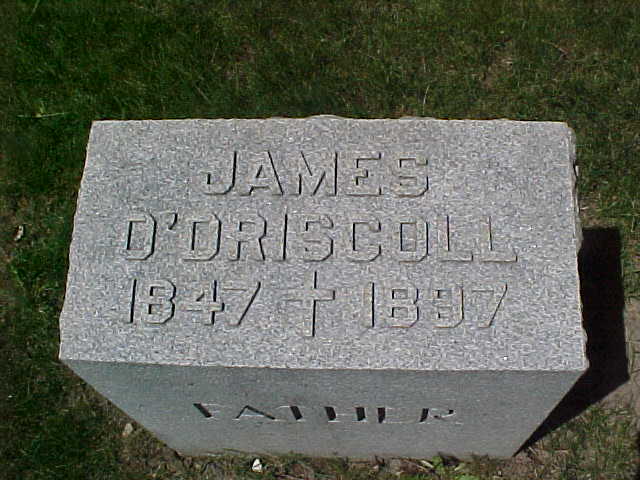 JAMES
O'DRISCOLL
1847 † 1897
FATHER